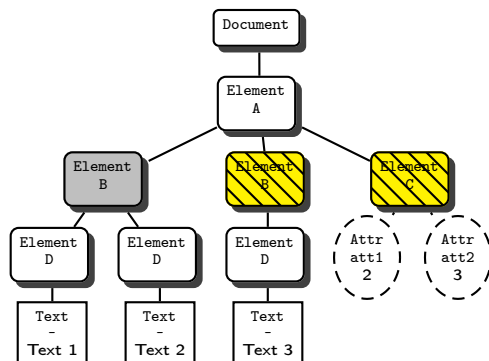 Document
Element
A
Element
B
Element
B
Element
C
Element
D
Element
D
Element
D
Attr
att1
2
Attr
att2
3
Text
-
Text 1
Text
-
Text 2
Text
-
Text 3